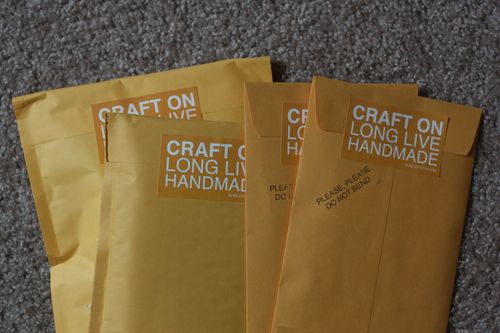 CRAFT ON
LONG LIVE
CRAFT ON
LONG LIVE
HANDMADE
PLEASE
DO NO
CRAFT ON
LONG LIVE
HANDMADE
PLEASE, PLEASE
DO NOT BEND